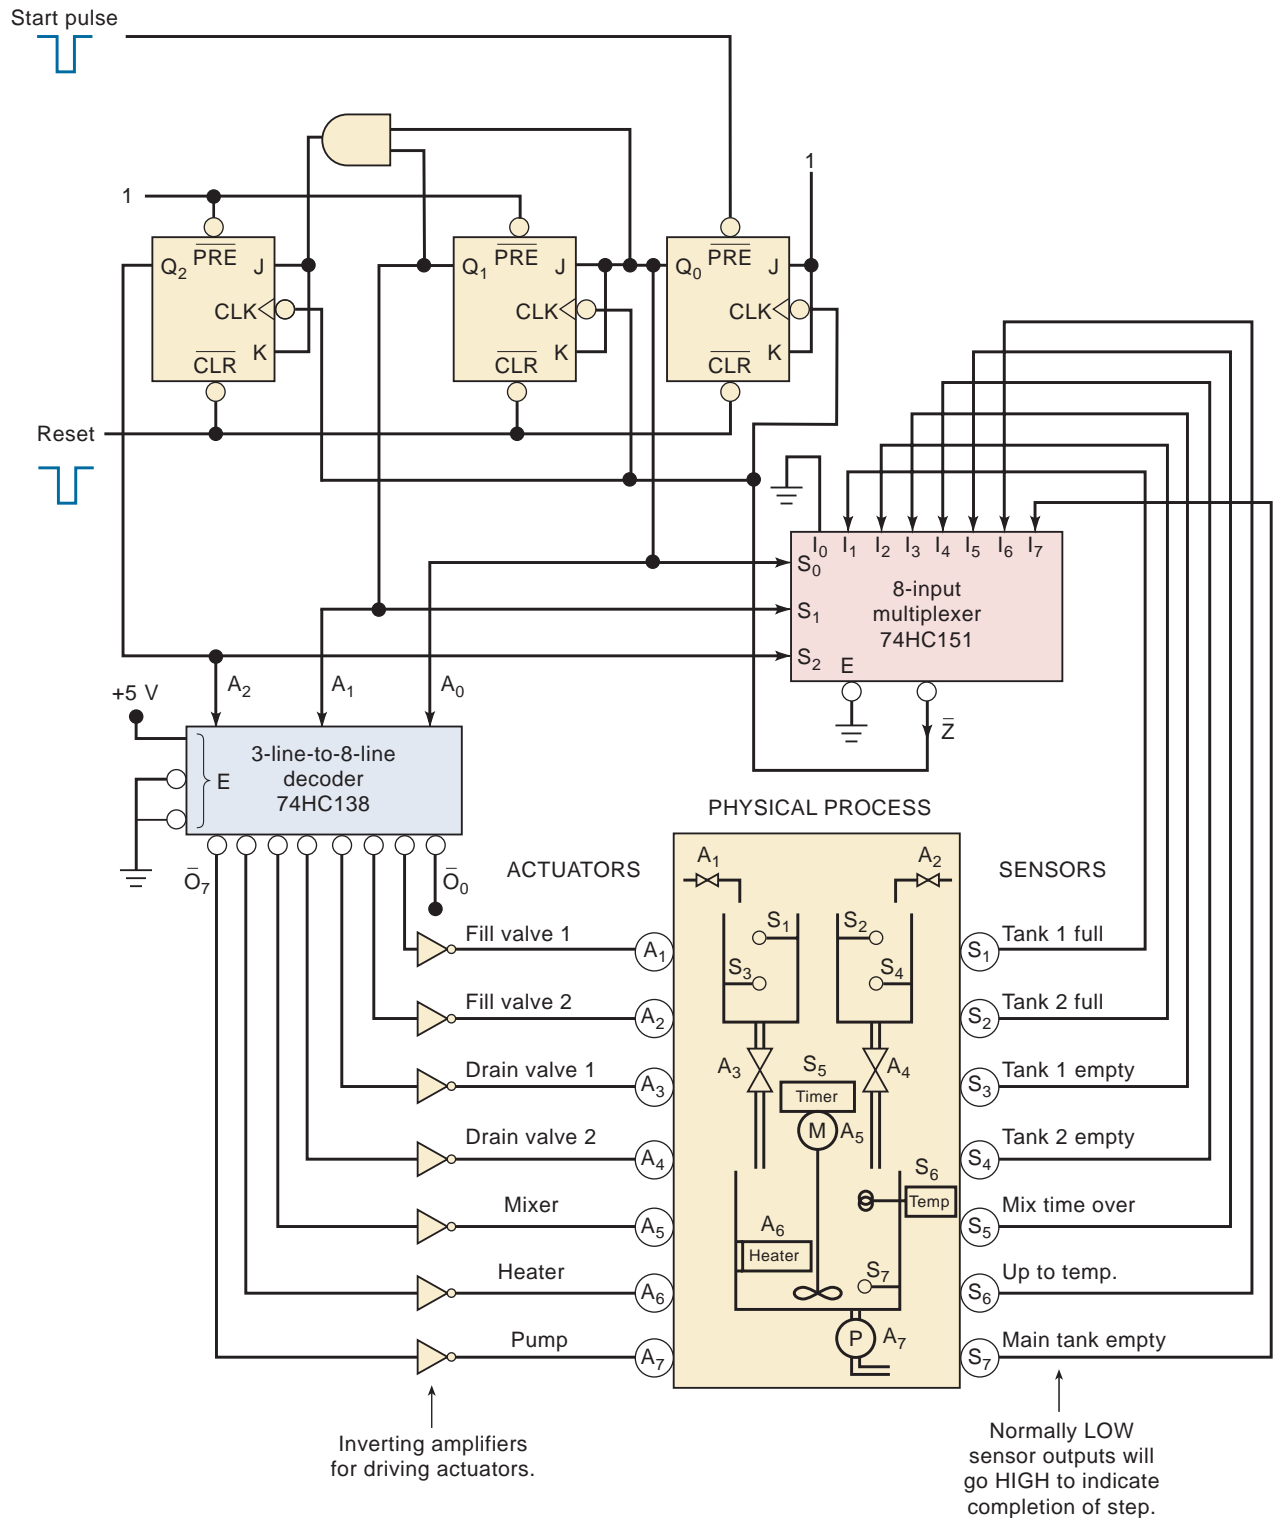 Start pulse
1
1
Q2 PRE J
CLK
CLR K
Q1 PRE J
CLK
CLR K
Q0 PRE J
CLK
CLR K
Reset
I0 I1 I2 I3 I4 I5 I6 I7
S0
S1
S2
8-input
multiplexer
74HC151
E
Z̄
+5 V
A2 A1 A0
3-line-to-8-line
decoder
74HC138
E
Ō7
Ō0
PHYSICAL PROCESS
ACTUATORS
SENSORS
Fill valve 1
A1
Fill valve 2
A2
Drain valve 1
A3
Drain valve 2
A4
Mixer
A5
Heater
A6
Pump
A7
A1
A2
S1
S2
S3
S4
A3
S5
A4
Timer
M
A5
S6
Temp
A6
Heater
S7
P
A7
S1
Tank 1 full
S2
Tank 2 full
S3
Tank 1 empty
S4
Tank 2 empty
S5
Mix time over
S6
Up to temp.
S7
Main tank empty
Inverting amplifiers
for driving actuators.
Normally LOW
sensor outputs will
go HIGH to indicate
completion of step.